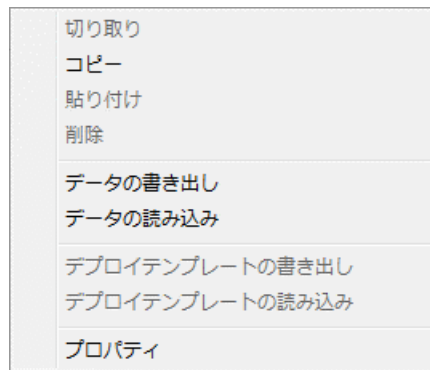 切り取り
コピー
貼り付け
削除
データの書き出し
データの読み込み
デプロイテンプレートの書き出し
デプロイテンプレートの読み込み
プロパティ